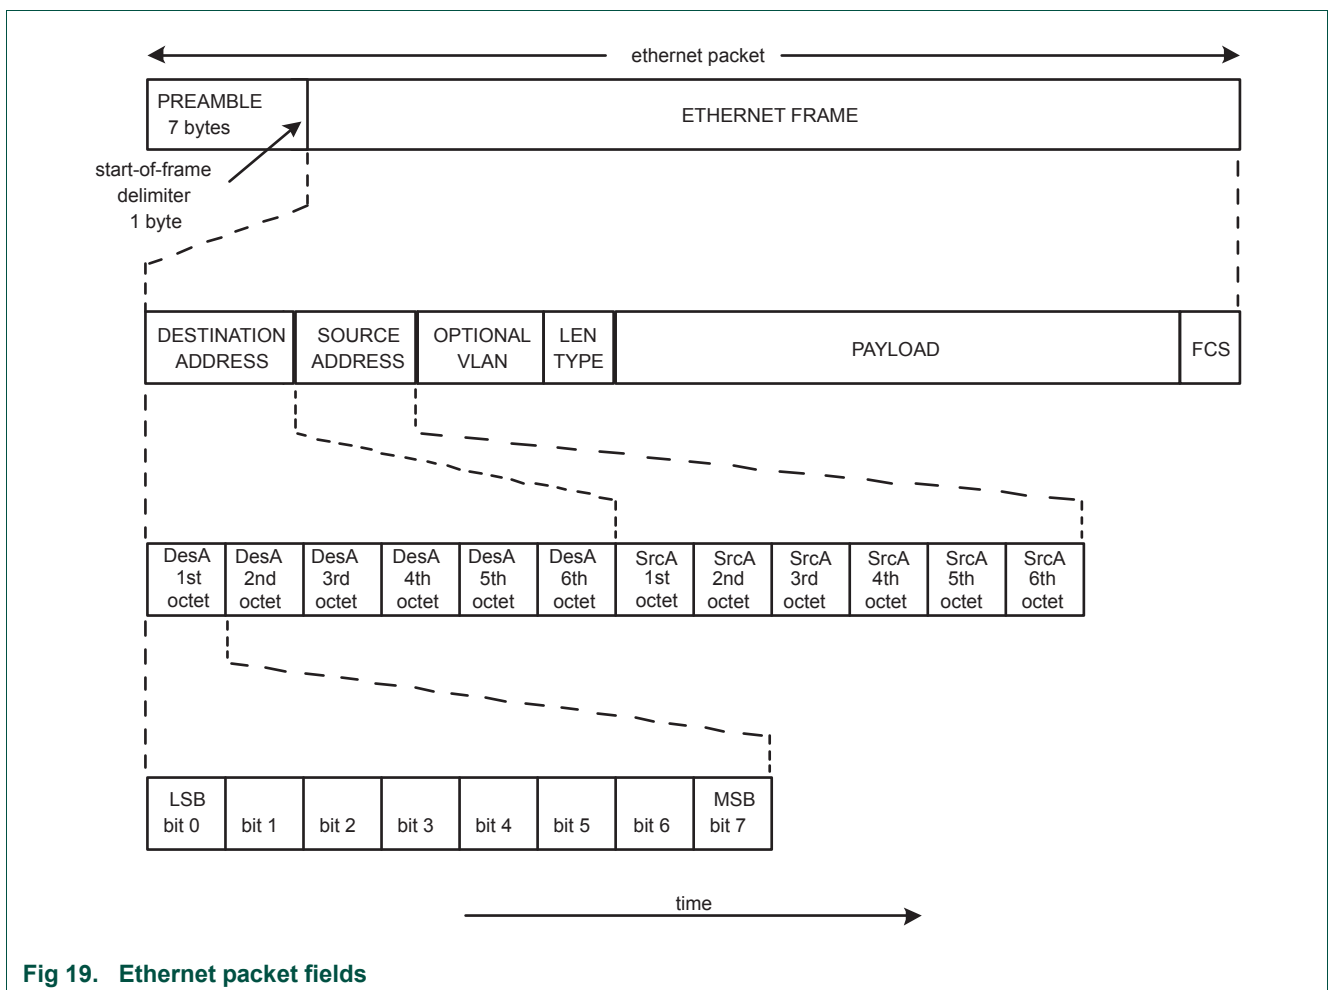 ethernet packet
PREAMBLE
7 bytes
ETHERNET FRAME
start-of-frame
delimiter
1 byte
DESTINATION
ADDRESS
SOURCE
ADDRESS
OPTIONAL
VLAN
LEN
TYPE
PAYLOAD
FCS
DesA
1st
octet
DesA
2nd
octet
DesA
3rd
octet
DesA
4th
octet
DesA
5th
octet
DesA
6th
octet
SrcA
1st
octet
SrcA
2nd
octet
SrcA
3rd
octet
SrcA
4th
octet
SrcA
5th
octet
SrcA
6th
octet
LSB
bit 0
bit 1
bit 2
bit 3
bit 4
bit 5
bit 6
MSB
bit 7
time
Fig 19. Ethernet packet fields